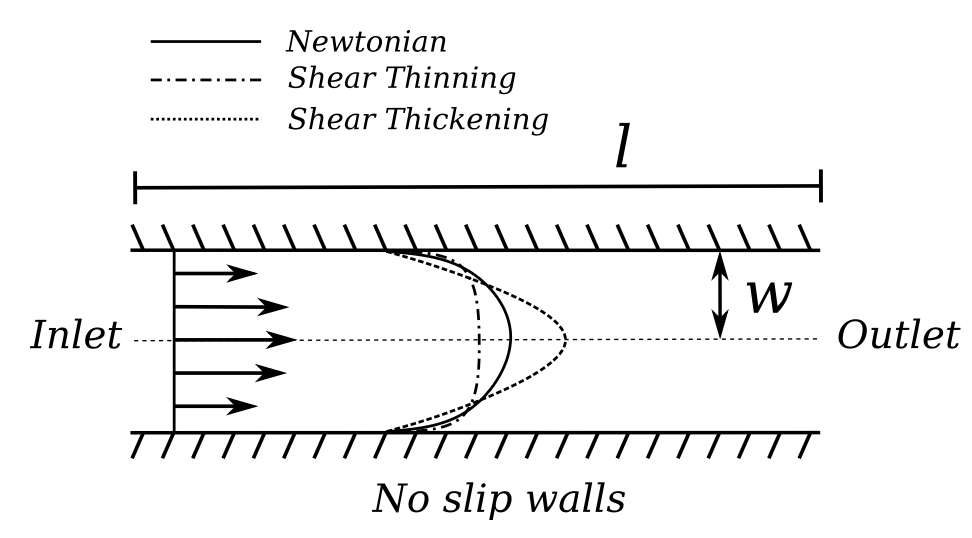 Newtonian
Shear Thinning
Shear Thickening
l
w
Inlet
Outlet
No slip walls